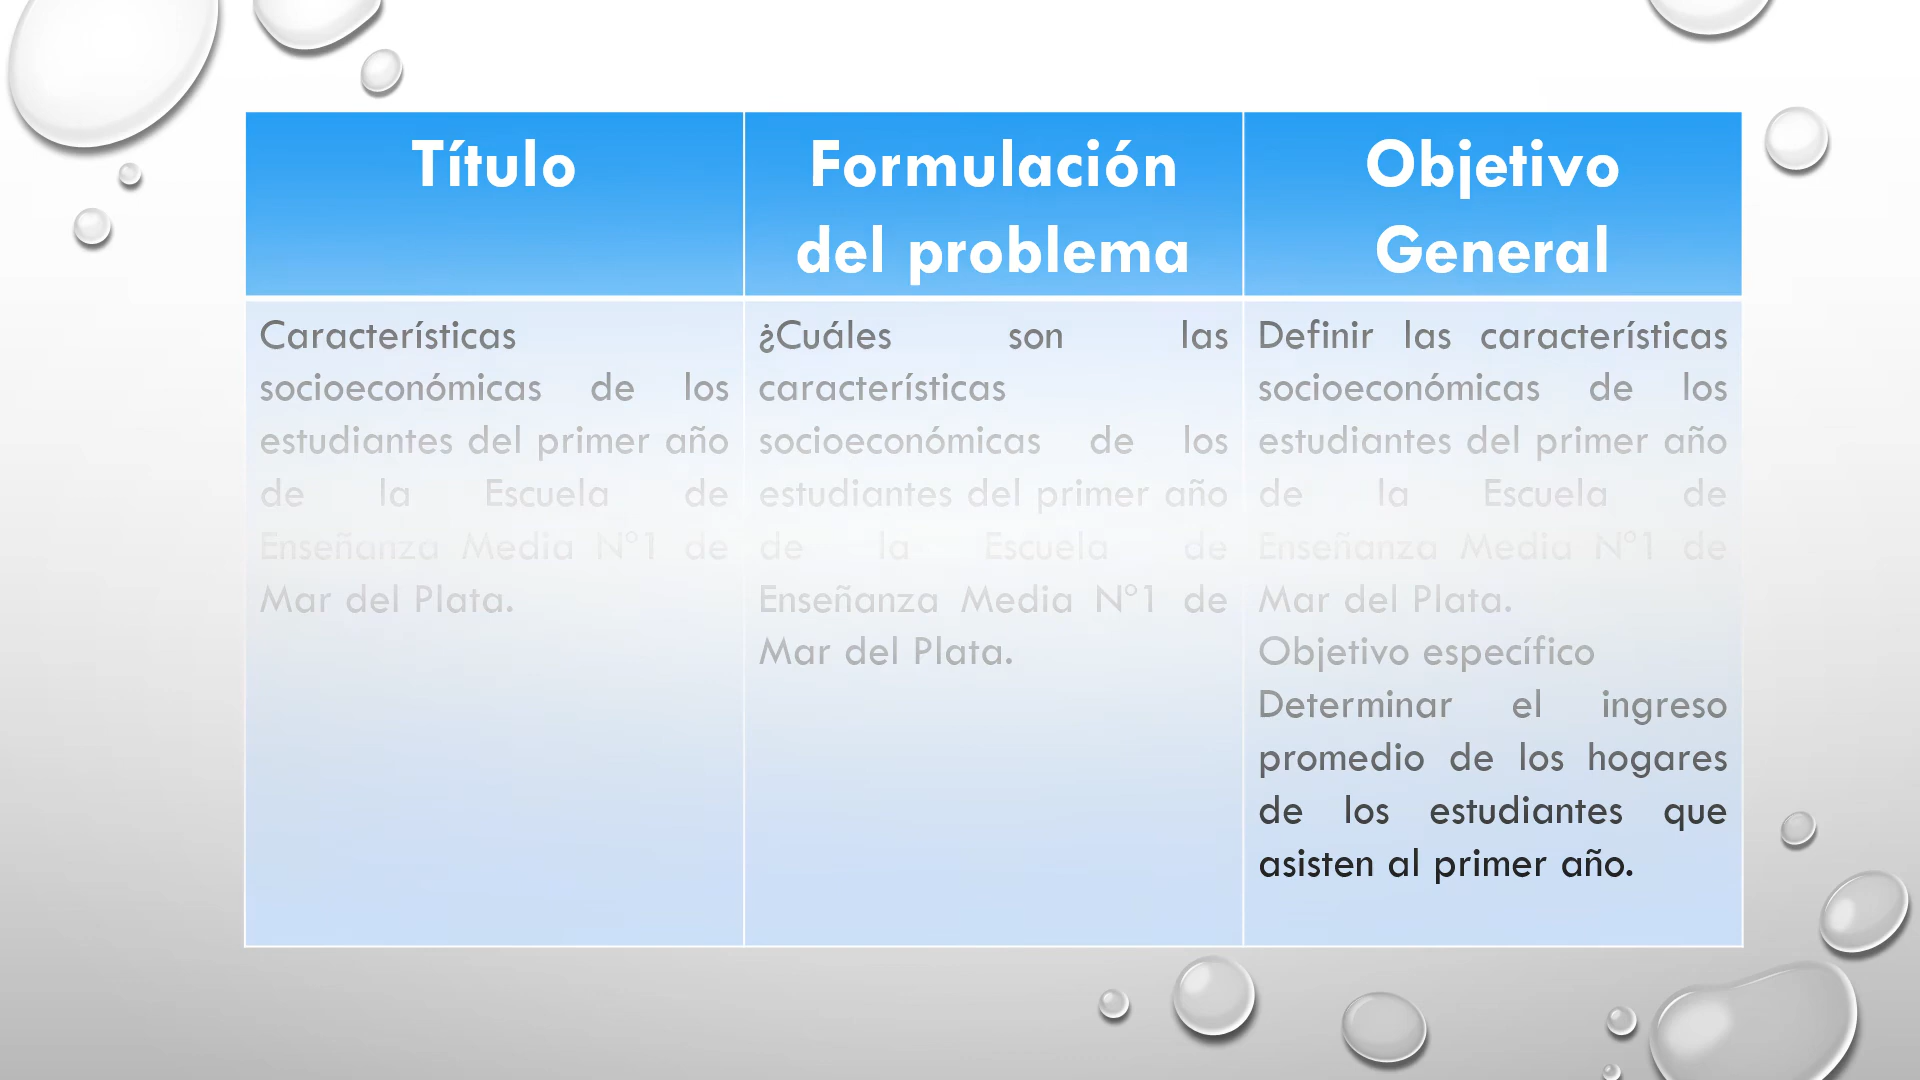 Título
Formulación
del problema
Objetivo
General
Características
socioeconómicas de los
estudiantes del primer año
de la Escuela de
Enseñanza Media N°1 de
Mar del Plata.
¿Cuáles son las
características
socioeconómicas de los
estudiantes del primer año
de la Escuela de
Enseñanza Media N°1 de
Mar del Plata.
Definir las características
socioeconómicas de los
estudiantes del primer año
de la Escuela de
Enseñanza Media N°1 de
Mar del Plata.
Objetivo específico
Determinar el ingreso
promedio de los hogares
de los estudiantes que
asisten al primer año.